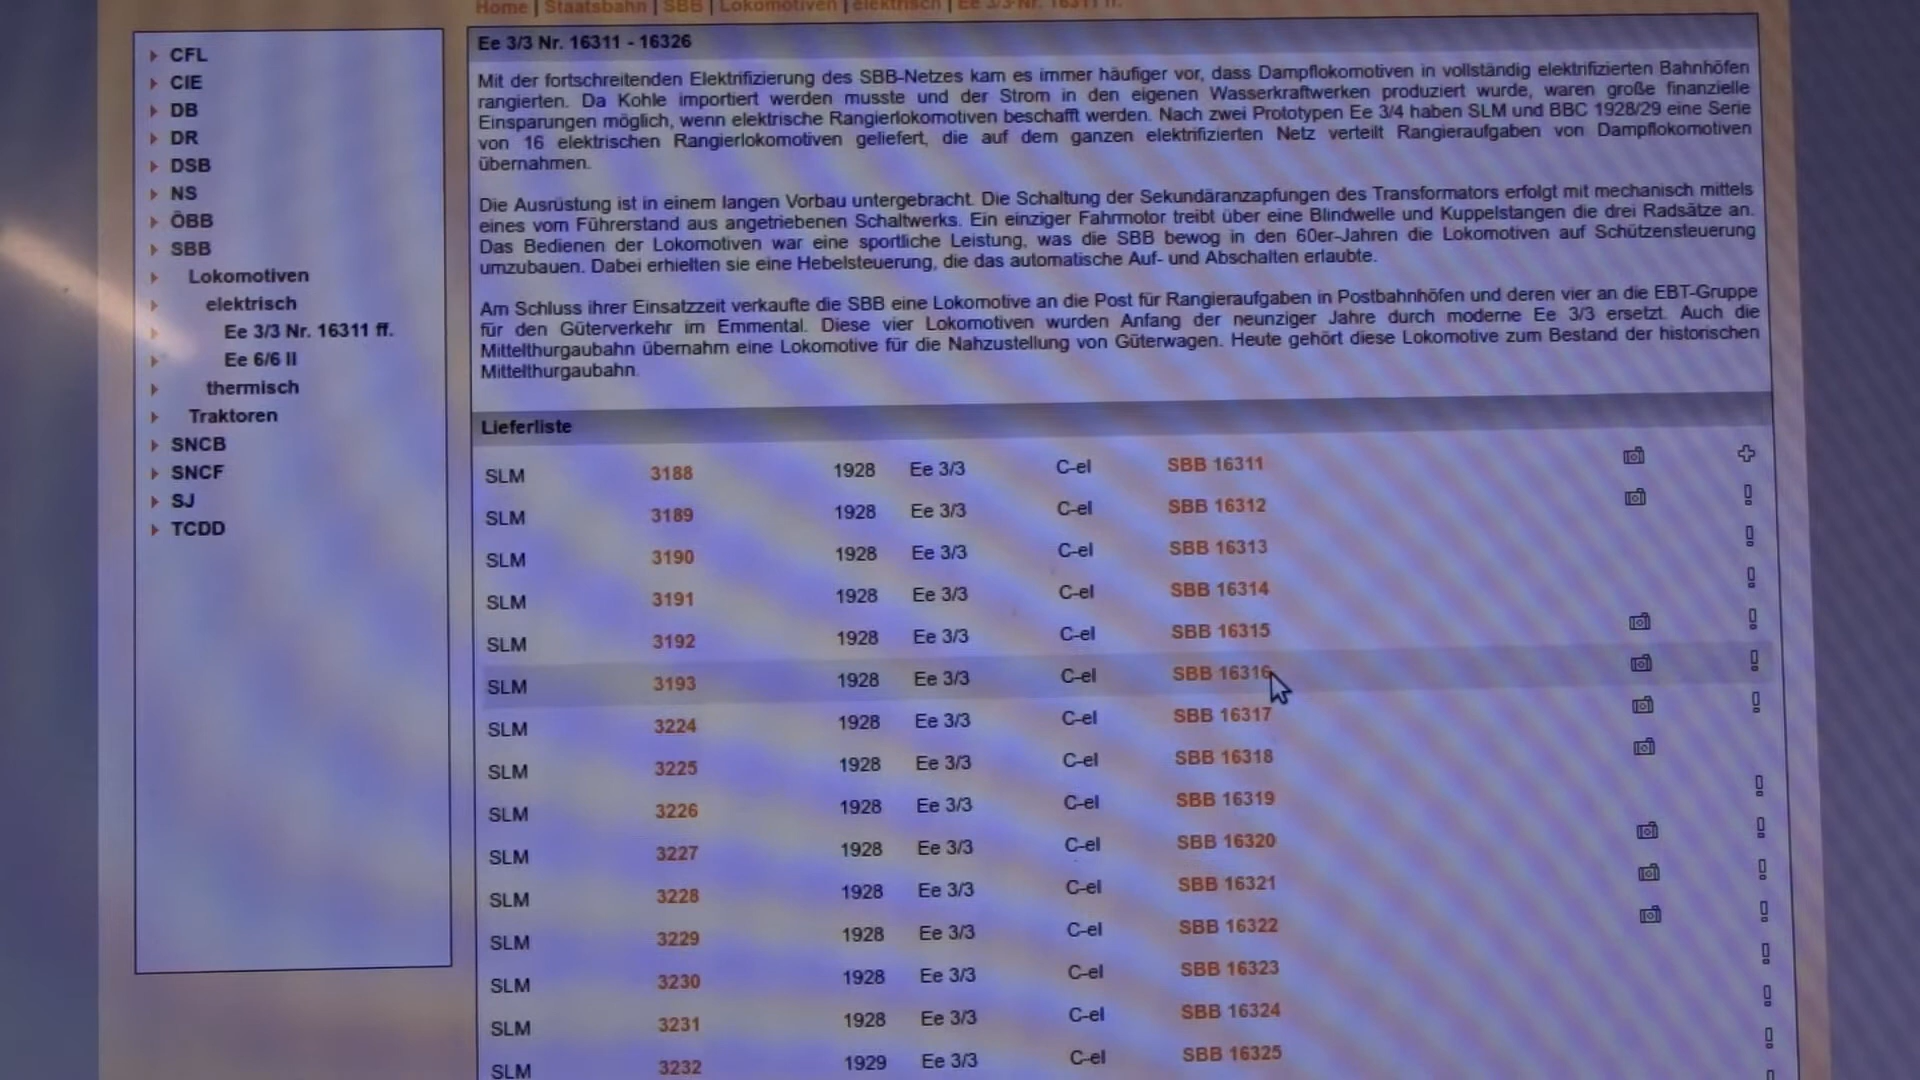 Home | Staatsbahn | SBB | Lokomotiven | elektrisch | Ee 3/3 Nr. 16311 ff.
CFL
CIE
DB
DR
DSB
NS
ÖBB
SBB
Lokomotiven
elektrisch
Ee 3/3 Nr. 16311 ff.
Ee 6/6 II
thermisch
Traktoren
SNCB
SNCF
SJ
TCDD
Ee 3/3 Nr. 16311 - 16326
Mit der fortschreitenden Elektrifizierung des SBB-Netzes kam es immer häufiger vor, dass Dampflokomotiven in vollständig elektrifizierten Bahnhöfen
rangierten. Da Kohle importiert werden musste und der Strom in den eigenen Wasserkraftwerken produziert wurde, waren große finanzielle
Einsparungen möglich, wenn elektrische Rangierlokomotiven beschafft werden. Nach zwei Prototypen Ee 3/4 haben SLM und BBC 1928/29 eine Serie
von 16 elektrischen Rangierlokomotiven geliefert, die auf dem ganzen elektrifizierten Netz verteilt Rangieraufgaben von Dampflokomotiven
übernahmen.
Die Ausrüstung ist in einem langen Vorbau untergebracht. Die Schaltung der Sekundäranzapfungen des Transformators erfolgt mit mechanisch mittels
eines vom Führerstand aus angetriebenen Schaltwerks. Ein einziger Fahrmotor treibt über eine Blindwelle und Kuppelstangen die drei Radsätze an.
Das Bedienen der Lokomotiven war eine sportliche Leistung, was die SBB bewog in den 60er-Jahren die Lokomotiven auf Schützensteuerung
umzubauen. Dabei erhielten sie eine Hebelsteuerung, die das automatische Auf- und Abschalten erlaubte.
Am Schluss ihrer Einsatzzeit verkaufte die SBB eine Lokomotive an die Post für Rangieraufgaben in Postbahnhöfen und deren vier an die EBT-Gruppe
für den Güterverkehr im Emmental. Diese vier Lokomotiven wurden Anfang der neunziger Jahre durch moderne Ee 3/3 ersetzt. Auch die
Mittelthurgaubahn übernahm eine Lokomotive für die Nahzustellung von Güterwagen. Heute gehört diese Lokomotive zum Bestand der historischen
Mittelthurgaubahn.
Lieferliste
SLM 3188 1928 Ee 3/3 C-el SBB 16311
SLM 3189 1928 Ee 3/3 C-el SBB 16312
SLM 3190 1928 Ee 3/3 C-el SBB 16313
SLM 3191 1928 Ee 3/3 C-el SBB 16314
SLM 3192 1928 Ee 3/3 C-el SBB 16315
SLM 3193 1928 Ee 3/3 C-el SBB 16316
SLM 3224 1928 Ee 3/3 C-el SBB 16317
SLM 3225 1928 Ee 3/3 C-el SBB 16318
SLM 3226 1928 Ee 3/3 C-el SBB 16319
SLM 3227 1928 Ee 3/3 C-el SBB 16320
SLM 3228 1928 Ee 3/3 C-el SBB 16321
SLM 3229 1928 Ee 3/3 C-el SBB 16322
SLM 3230 1928 Ee 3/3 C-el SBB 16323
SLM 3231 1928 Ee 3/3 C-el SBB 16324
SLM 3232 1929 Ee 3/3 C-el SBB 16325